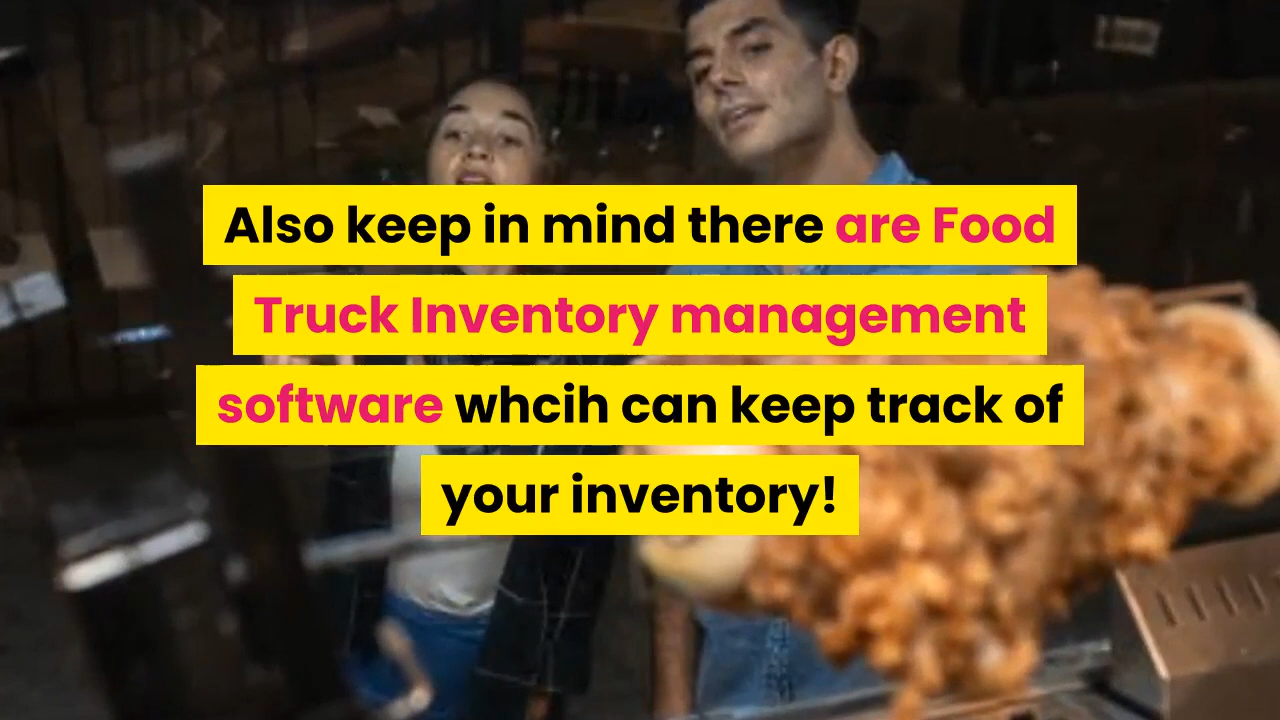 Also keep in mind there are Food
Truck Inventory management
software whcih can keep track of
your inventory!